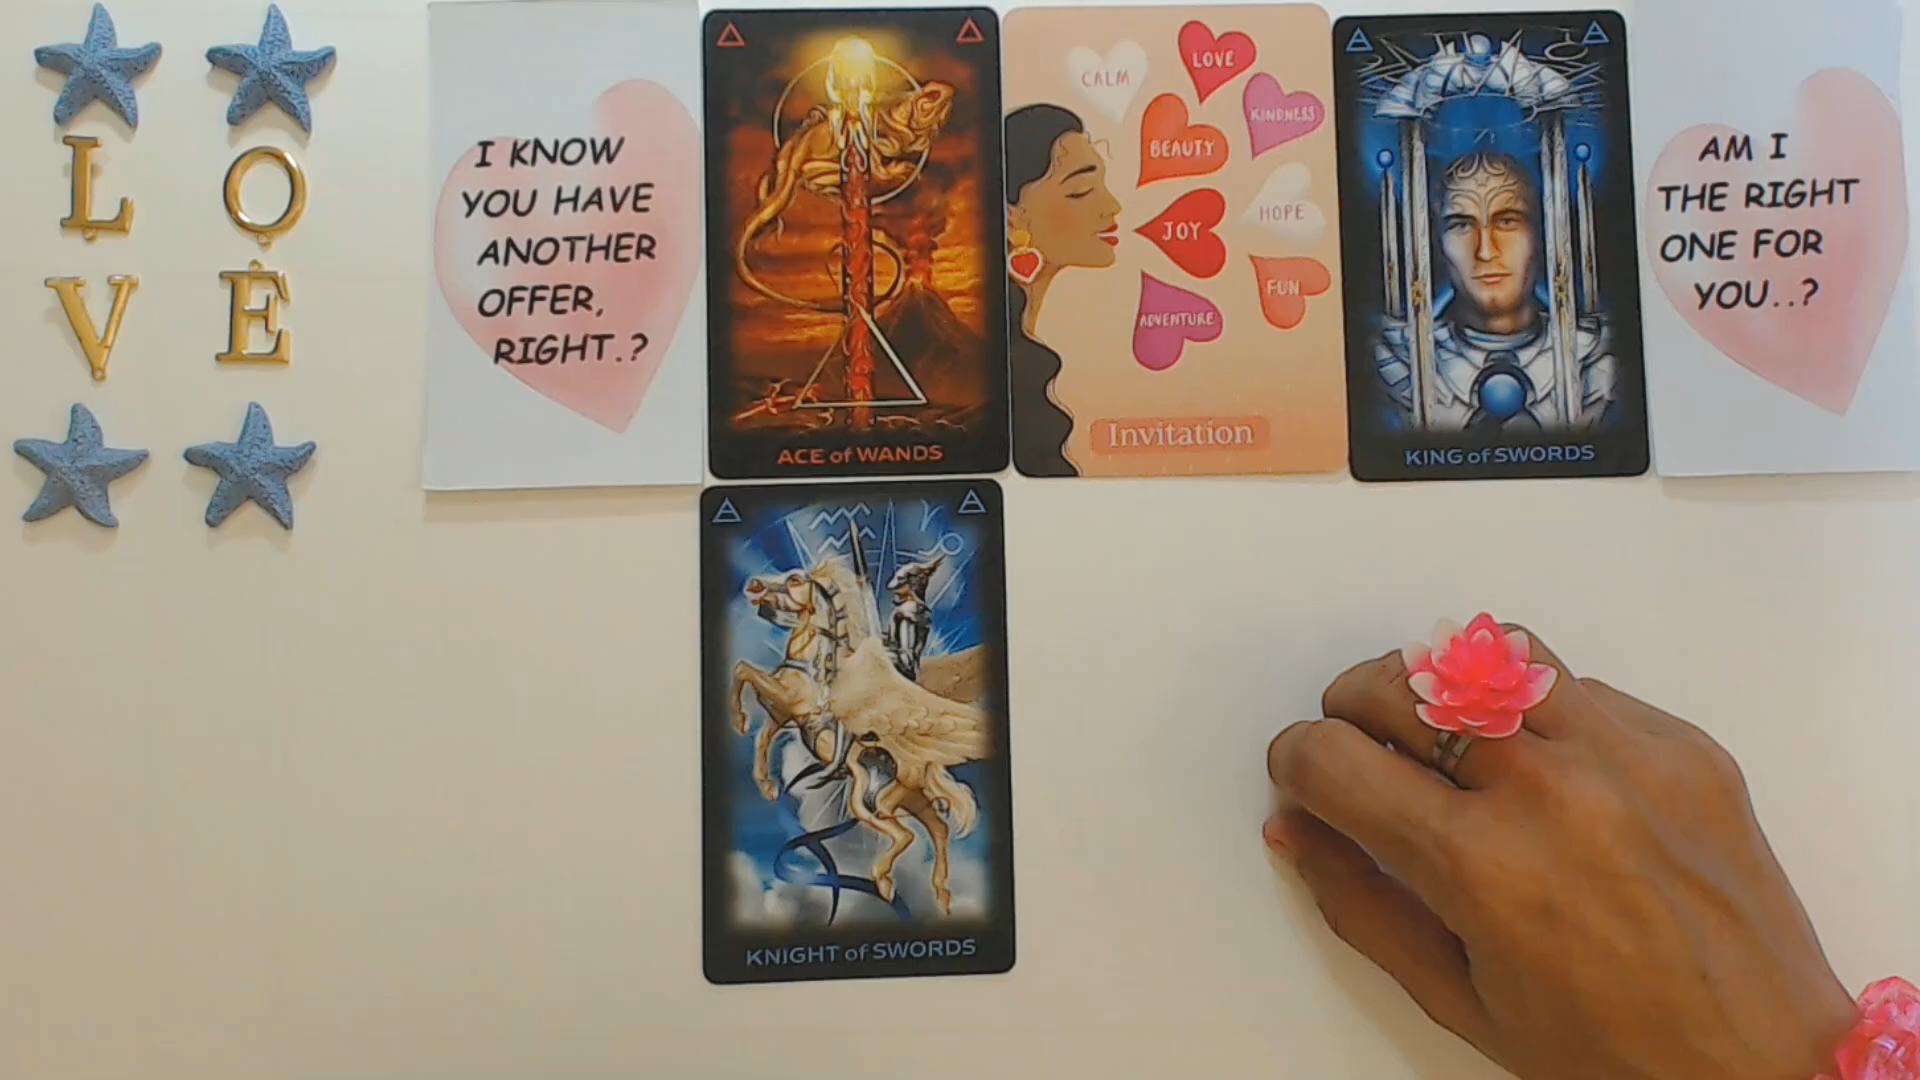 L O
V E
I KNOW
YOU HAVE
ANOTHER
OFFER,
RIGHT.?
ACE of WANDS
CALM
LOVE
KINDNESS
BEAUTY
HOPE
JOY
FUN
ADVENTURE
Invitation
KING of SWORDS
AM I
THE RIGHT
ONE FOR
YOU..?
KNIGHT of SWORDS